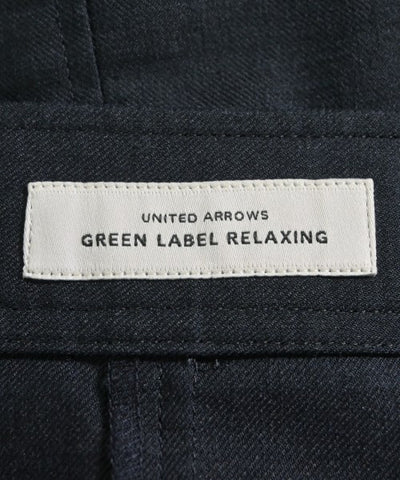 UNITED ARROWS
GREEN LABEL RELAXING